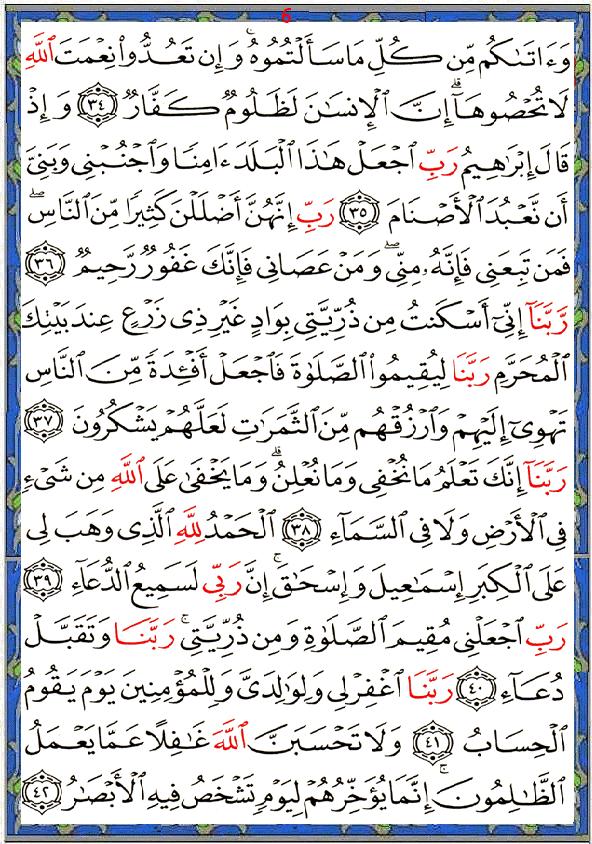 6
وَءَاتَىٰكُم مِّن كُلِّ مَا سَأَلْتُمُوهُ ۚ وَإِن تَعُدُّوا۟ نِعْمَتَ ٱللَّهِ
لَا تُحْصُوهَآ ۗ إِنَّ ٱلْإِنسَٰنَ لَظَلُومٌ كَفَّارٌ ٣٤ وَإِذْ
قَالَ إِبْرَٰهِيمُ رَبِّ ٱجْعَلْ هَٰذَا ٱلْبَلَدَ ءَامِنًا وَٱجْنُبْنِى وَبَنِىَّ
أَن نَّعْبُدَ ٱلْأَصْنَامَ ٣٥ رَبِّ إِنَّهُنَّ أَضْلَلْنَ كَثِيرًا مِّنَ ٱلنَّاسِ ۖ
فَمَن تَبِعَنِى فَإِنَّهُۥ مِنِّى ۖ وَمَنْ عَصَانِى فَإِنَّكَ غَفُورٌ رَّحِيمٌ ٣٦
رَّبَّنَآ إِنِّىٓ أَسْكَنتُ مِن ذُرِّيَّتِى بِوَادٍ غَيْرِ ذِى زَرْعٍ عِندَ بَيْتِكَ
ٱلْمُحَرَّمِ رَبَّنَا لِيُقِيمُوا۟ ٱلصَّلَوٰةَ فَٱجْعَلْ أَفْـِٔدَةً مِّنَ ٱلنَّاسِ
تَهْوِىٓ إِلَيْهِمْ وَٱرْزُقْهُم مِّنَ ٱلثَّمَرَٰتِ لَعَلَّهُمْ يَشْكُرُونَ ٣٧
رَبَّنَآ إِنَّكَ تَعْلَمُ مَا نُخْفِى وَمَا نُعْلِنُ ۗ وَمَا يَخْفَىٰ عَلَى ٱللَّهِ مِن شَىْءٍ
فِى ٱلْأَرْضِ وَلَا فِى ٱلسَّمَآءِ ٣٨ ٱلْحَمْدُ لِلَّهِ ٱلَّذِى وَهَبَ لِى
عَلَى ٱلْكِبَرِ إِسْمَٰعِيلَ وَإِسْحَٰقَ ۚ إِنَّ رَبِّى لَسَمِيعُ ٱلدُّعَآءِ ٣٩
رَبِّ ٱجْعَلْنِى مُقِيمَ ٱلصَّلَوٰةِ وَمِن ذُرِّيَّتِى ۚ رَبَّنَا وَتَقَبَّلْ
دُعَآءِ ٤٠ رَبَّنَا ٱغْفِرْ لِى وَلِوَٰلِدَىَّ وَلِلْمُؤْمِنِينَ يَوْمَ يَقُومُ
ٱلْحِسَابُ ٤١ وَلَا تَحْسَبَنَّ ٱللَّهَ غَٰفِلًا عَمَّا يَعْمَلُ
ٱلظَّٰلِمُونَ ۚ إِنَّمَا يُؤَخِّرُهُمْ لِيَوْمٍ تَشْخَصُ فِيهِ ٱلْأَبْصَٰرُ ٤٢